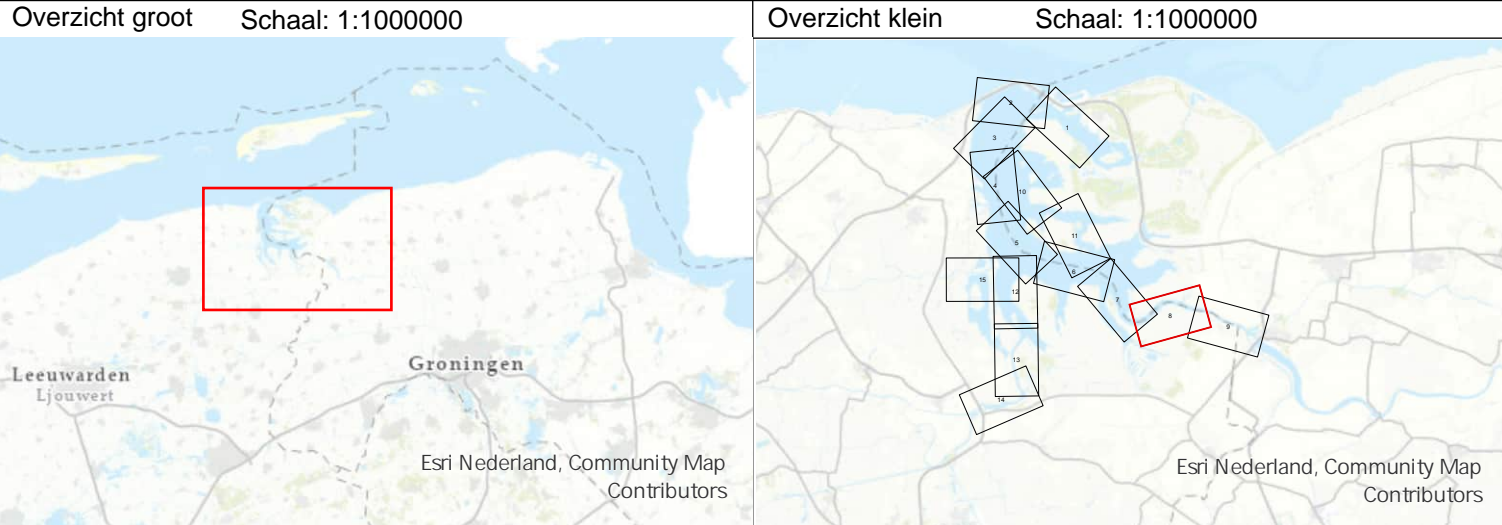 Overzicht groot Schaal: 1:1000000
Leeuwarden
Ljouwert
Groningen
Esri Nederland, Community Map
Contributors
Overzicht klein Schaal: 1:1000000
2
1
3
4
10
5
11
6
15
12
7
8
9
13
14
Esri Nederland, Community Map
Contributors